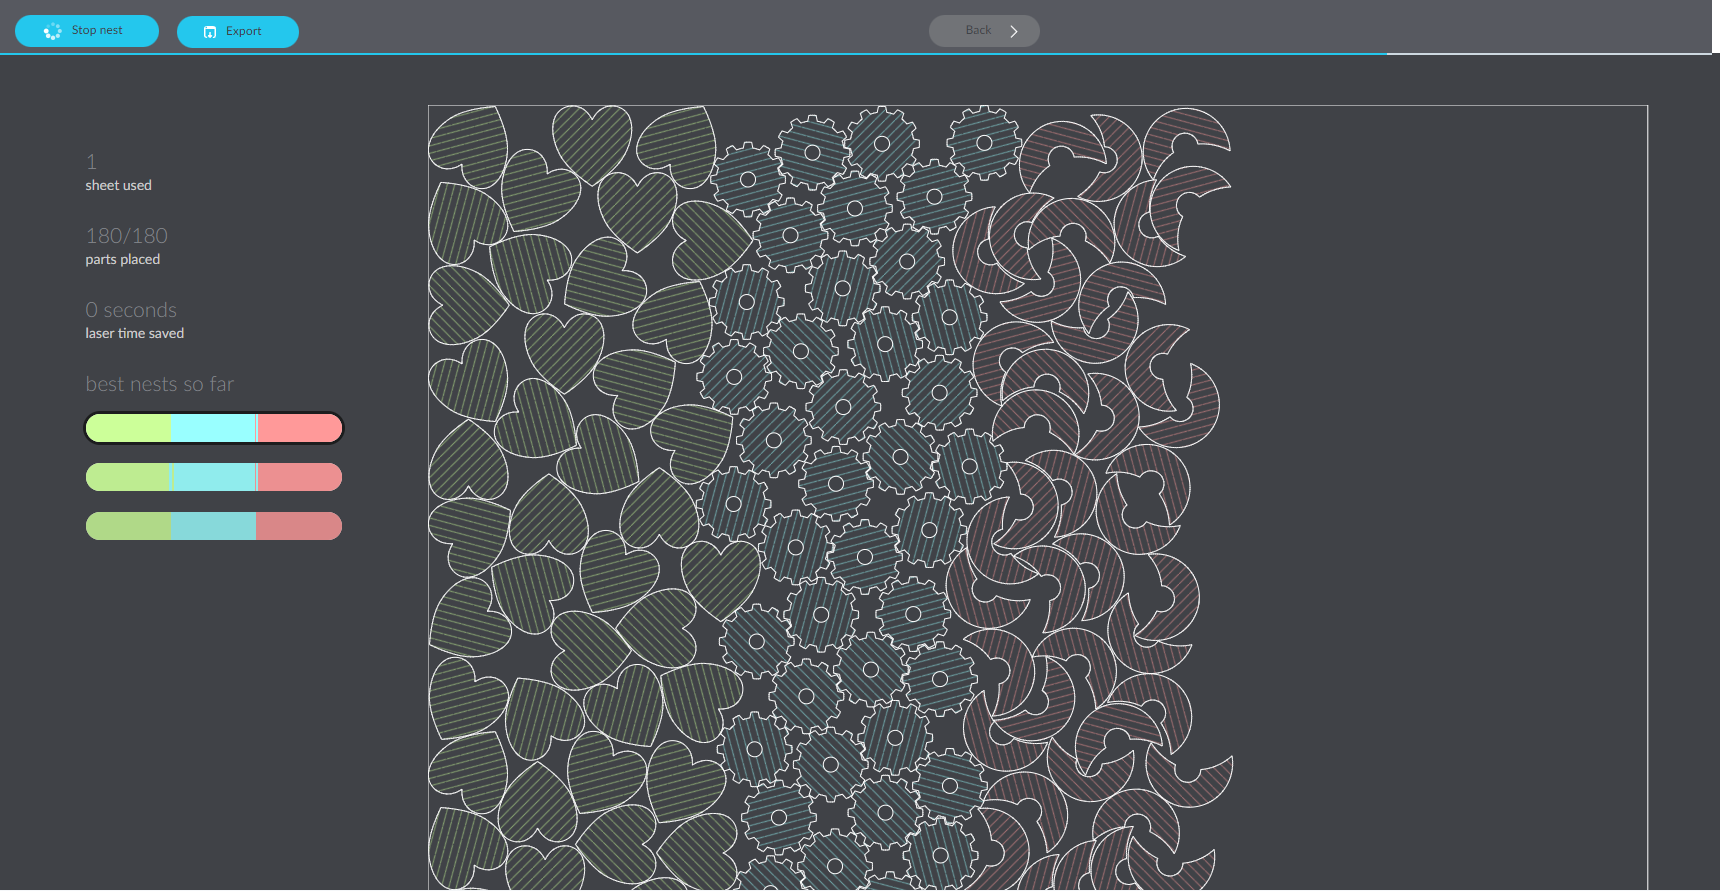 Stop nest
Export
Back
1
sheet used
180/180
parts placed
0 seconds
laser time saved
best nests so far